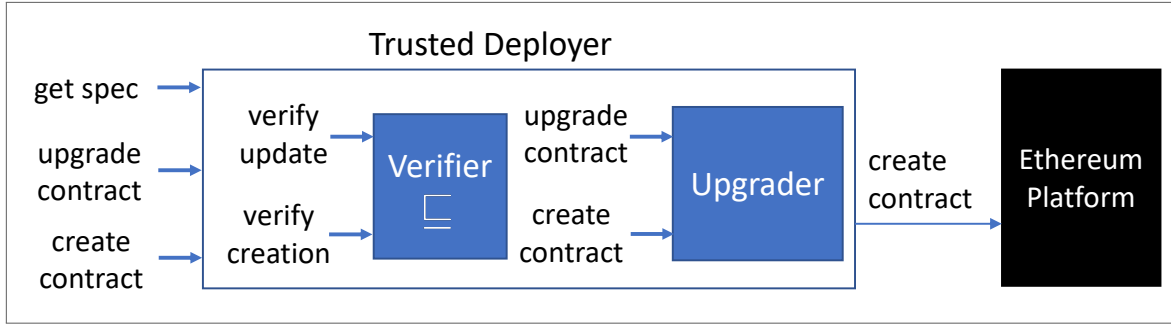 Trusted Deployer
get spec
upgrade
contract
create
contract
verify
update
verify
creation
Verifier
⊑
upgrade
contract
create
contract
Upgrader
create
contract
Ethereum
Platform